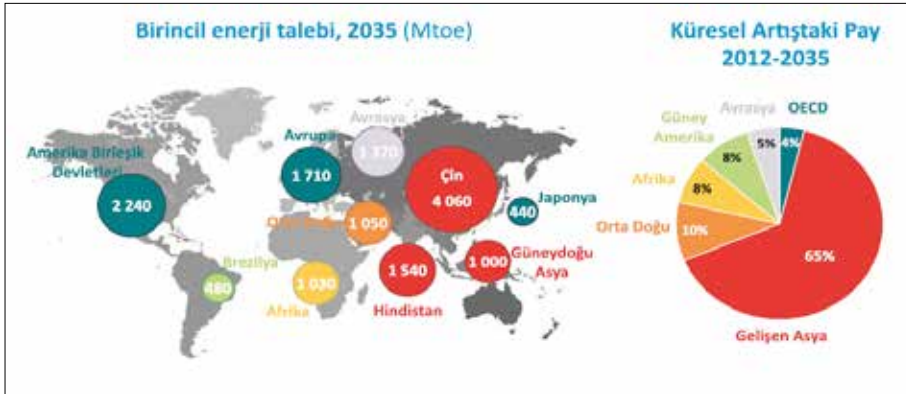 Birincil enerji talebi, 2035 (Mtoe)
Amerika Birleşik
Devletleri
2 240
Brezilya
480
Avrupa
1 710
Avrasya
1 370
Orta Doğu
1 050
Afrika
1 030
Çin
4 060
Hindistan
1 540
Güneydoğu
Asya
1 000
Japonya
440
Küresel Artıştaki Pay
2012-2035
OECD
4%
Avrasya
5%
Güney
Amerika
8%
Afrika
8%
Orta Doğu
10%
65%
Gelişen Asya